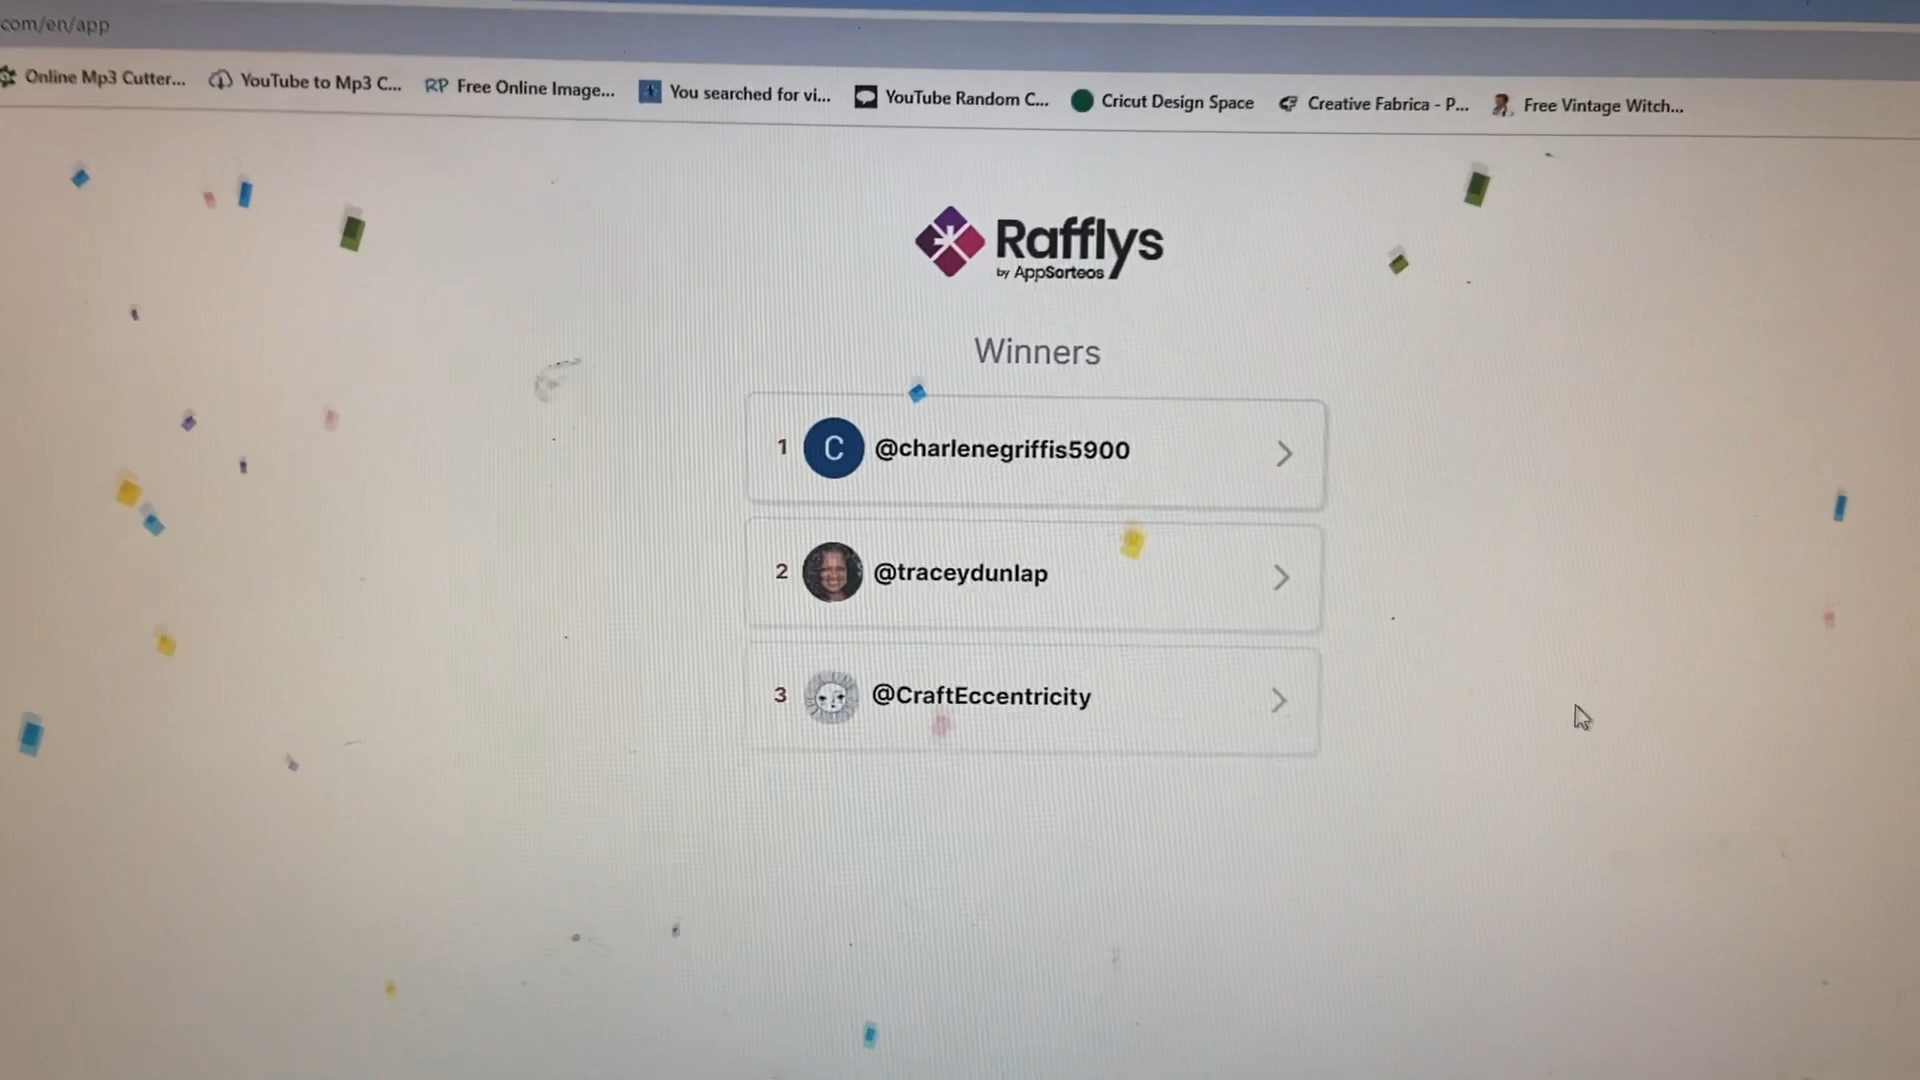 com/en/app
Online Mp3 Cutter...
YouTube to Mp3 C...
RP Free Online Image...
You searched for vi...
YouTube Random C...
Cricut Design Space
Creative Fabrica - P...
Free Vintage Witch...
Rafflys
by AppSorteos
Winners
1 C @charlenegriffis5900
2 @traceydunlap
3 @CraftEccentricity